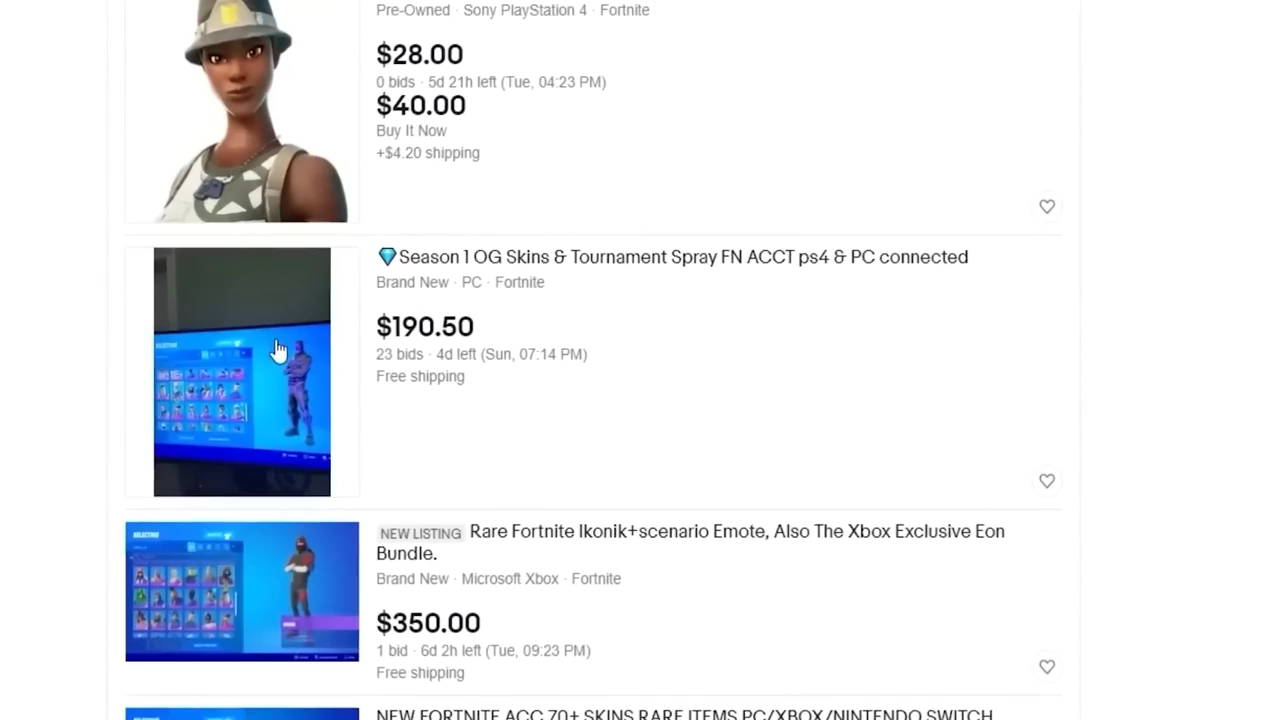 Pre-Owned · Sony PlayStation 4 · Fortnite
$28.00
0 bids · 5d 21h left (Tue, 04:23 PM)
$40.00
Buy It Now
+$4.20 shipping
💎Season 1 OG Skins & Tournament Spray FN ACCT ps4 & PC connected
Brand New · PC · Fortnite
$190.50
23 bids · 4d left (Sun, 07:14 PM)
Free shipping
NEW LISTING Rare Fortnite Ikonik+scenario Emote, Also The Xbox Exclusive Eon
Bundle.
Brand New · Microsoft Xbox · Fortnite
$350.00
1 bid · 6d 2h left (Tue, 09:23 PM)
Free shipping
NEW FORTNITE ACC 70+ SKINS RARE ITEMS PC/XBOX/NINTENDO SWITCH